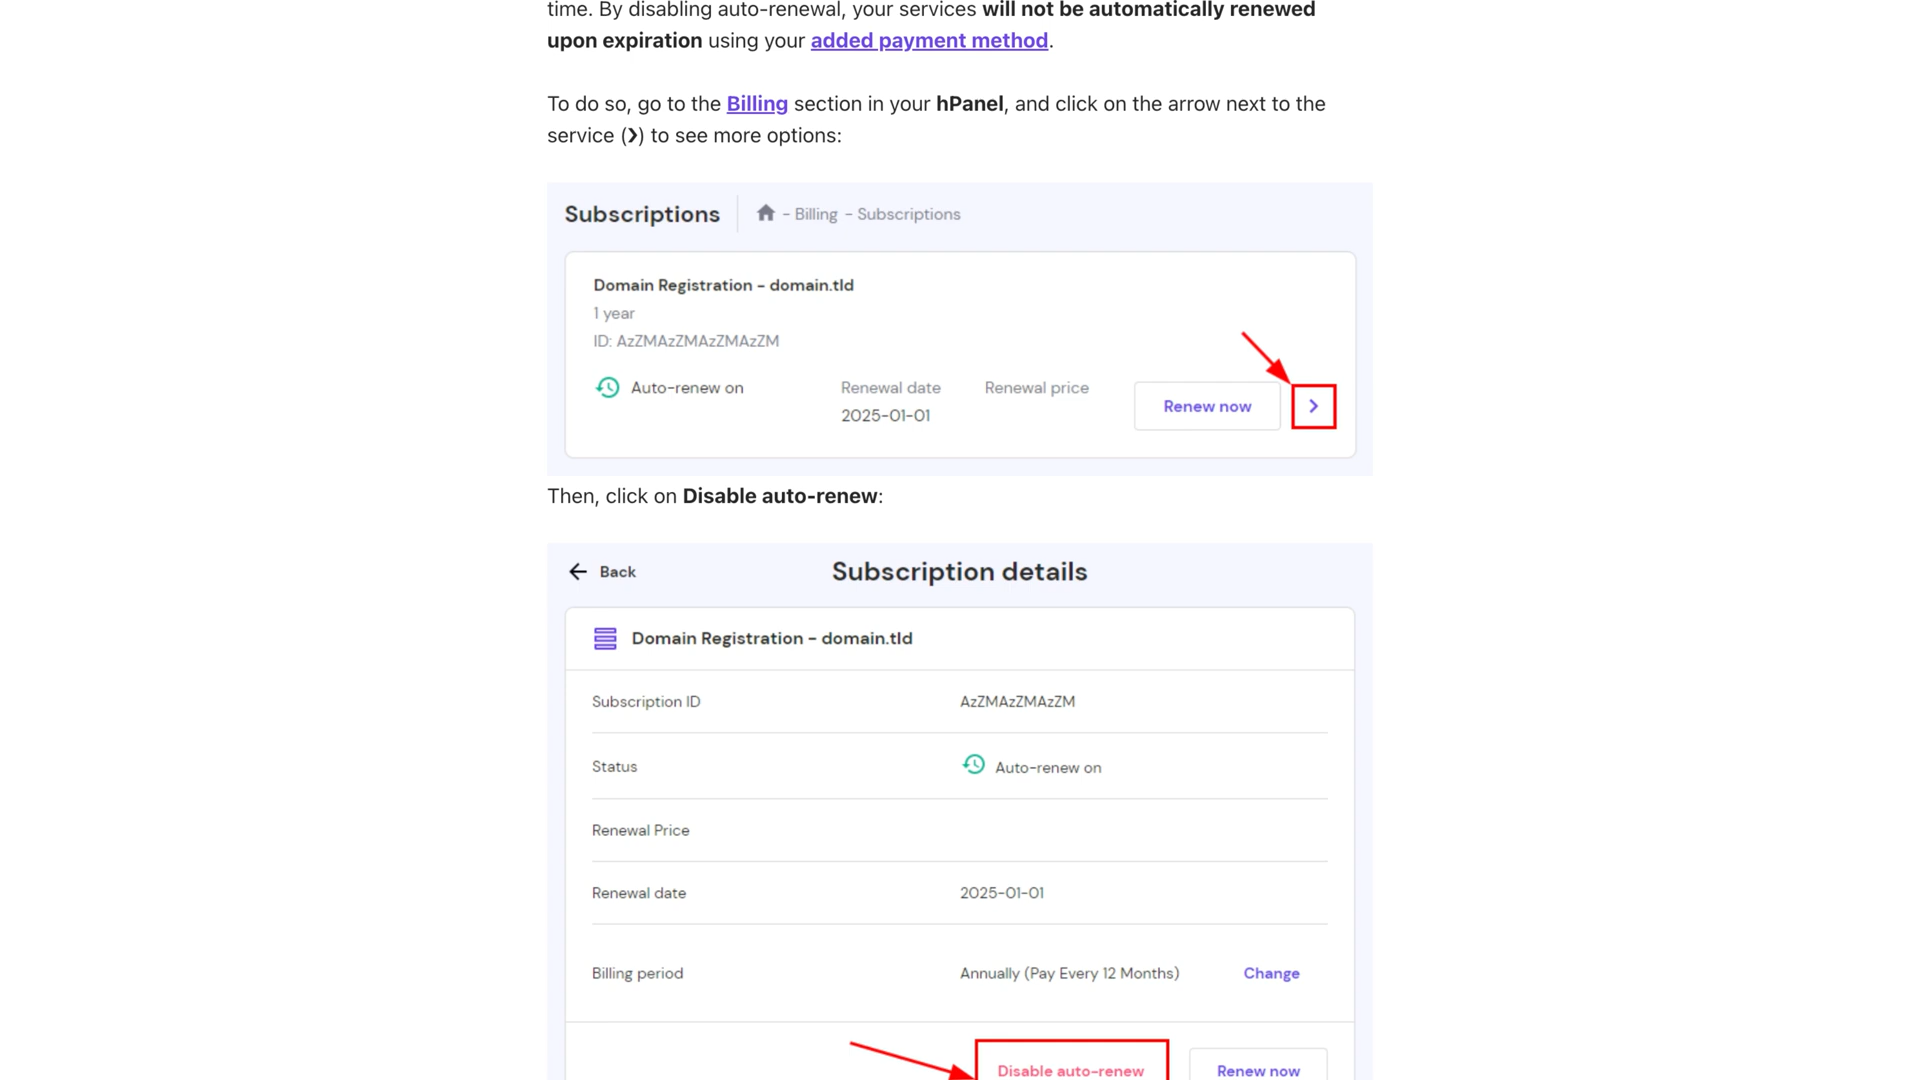 time. By disabling auto-renewal, your services will not be automatically renewed
upon expiration using your added payment method.
To do so, go to the Billing section in your hPanel, and click on the arrow next to the
service (❯) to see more options:
Subscriptions - Billing - Subscriptions
Domain Registration - domain.tld
1 year
ID: AzZMAzZMAzZMAzZM
Auto-renew on Renewal date Renewal price
2025-01-01
Renew now
Then, click on Disable auto-renew:
Back Subscription details
Domain Registration - domain.tld
Subscription ID AzZMAzZMAzZM
Status Auto-renew on
Renewal Price
Renewal date 2025-01-01
Billing period Annually (Pay Every 12 Months) Change
Disable auto-renew Renew now